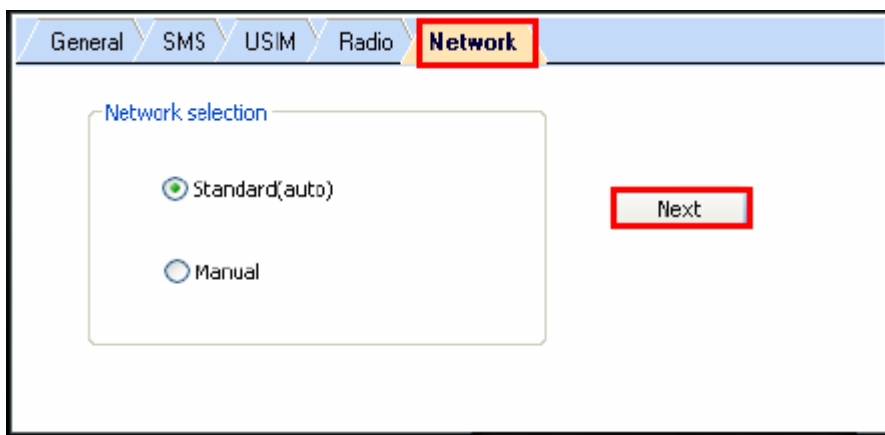 General SMS USIM Radio Network
Network selection
Standard(auto)
Next
Manual